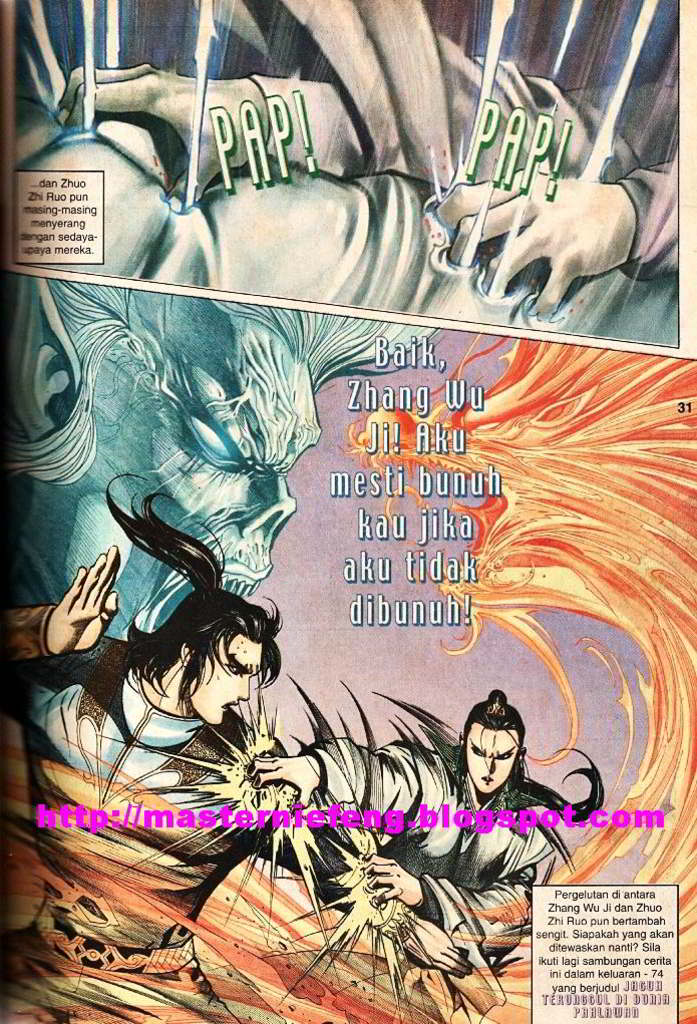 PAP!
PAP!
...dan Zhuo
Zhi Ruo pun
masing-masing
menyerang
dengan sedaya-
upaya mereka.
Baik,
Zhang Wu
Ji! Aku
mesti bunuh
kau jika
aku tidak
dibunuh!
31
http://masterniefeng.blogspot.com
Pergelutan di antara
Zhang Wu Ji dan Zhuo
Zhi Ruo pun bertambah
sengit. Siapakah yang akan
ditewaskan nanti? Sila
ikuti lagi sambungan cerita
ini dalam keluaran - 74
yang berjudul JAGUH
TERUNGGUL DI DUNIA
PAHLAWAN